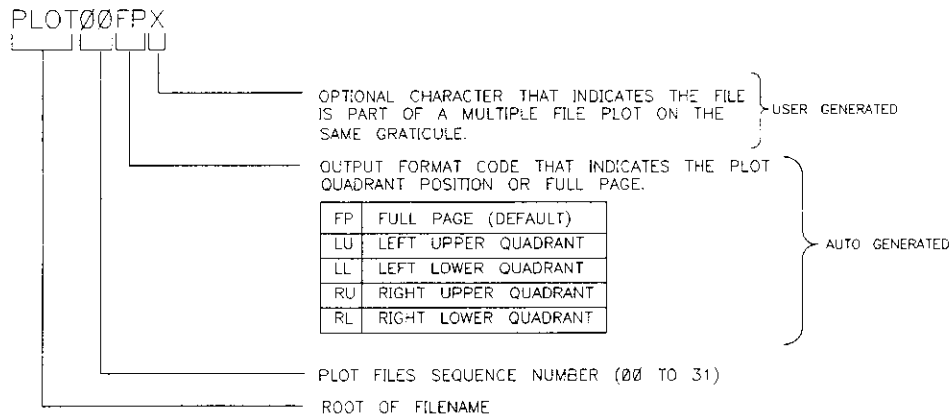 PLOTØØFPX
OPTIONAL CHARACTER THAT INDICATES THE FILE
IS PART OF A MULTIPLE FILE PLOT ON THE
SAME GRATICULE.
USER GENERATED
OUTPUT FORMAT CODE THAT INDICATES THE PLOT
QUADRANT POSITION OR FULL PAGE.
FP FULL PAGE (DEFAULT)
LU LEFT UPPER QUADRANT
LL LEFT LOWER QUADRANT
RU RIGHT UPPER QUADRANT
RL RIGHT LOWER QUADRANT
AUTO GENERATED
PLOT FILES SEQUENCE NUMBER (ØØ TO 31)
ROOT OF FILENAME